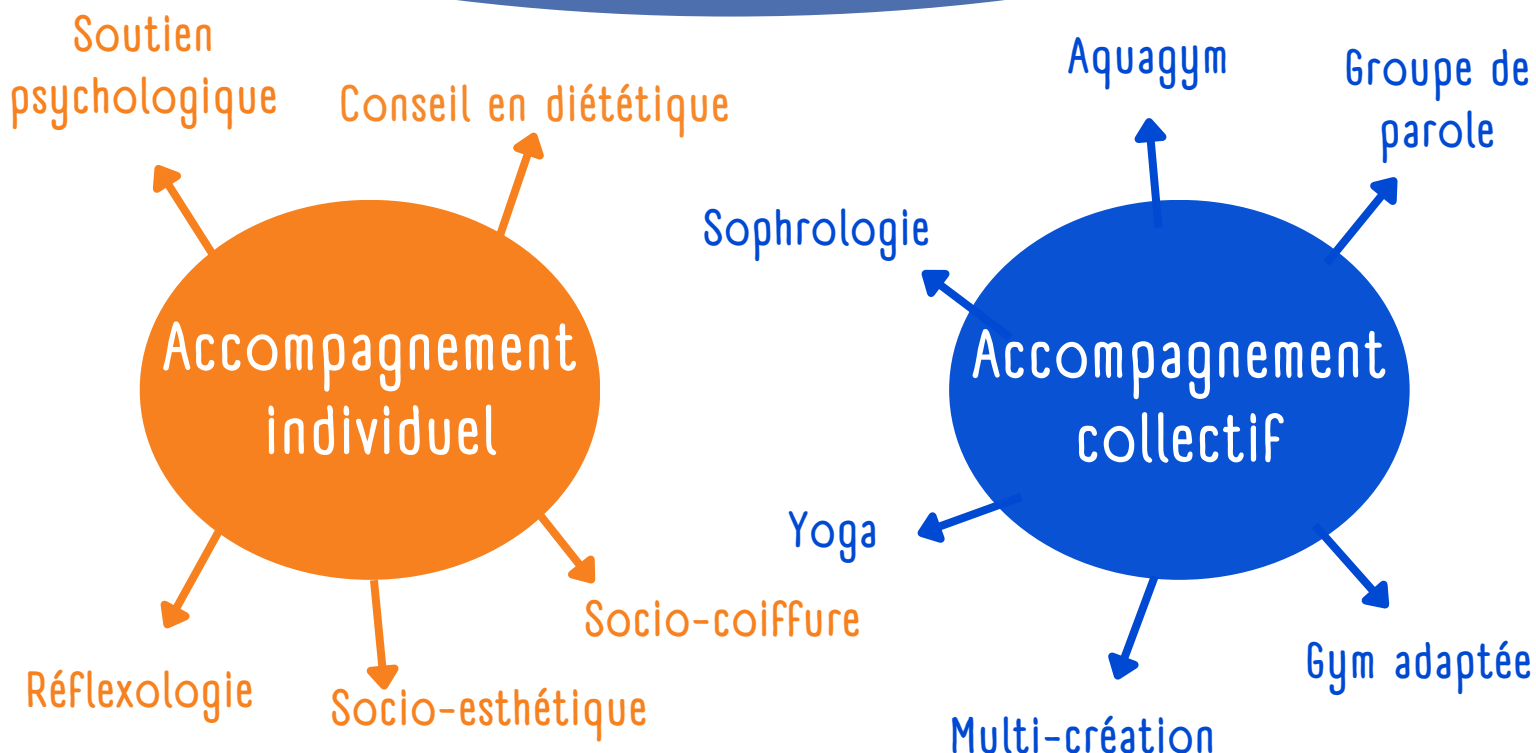 Soutien
psychologique
Conseil en diététique
Accompagnement
individuel
Réflexologie
Socio-esthétique
Socio-coiffure
Aquagym
Groupe de
parole
Sophrologie
Accompagnement
collectif
Yoga
Gym adaptée
Multi-création